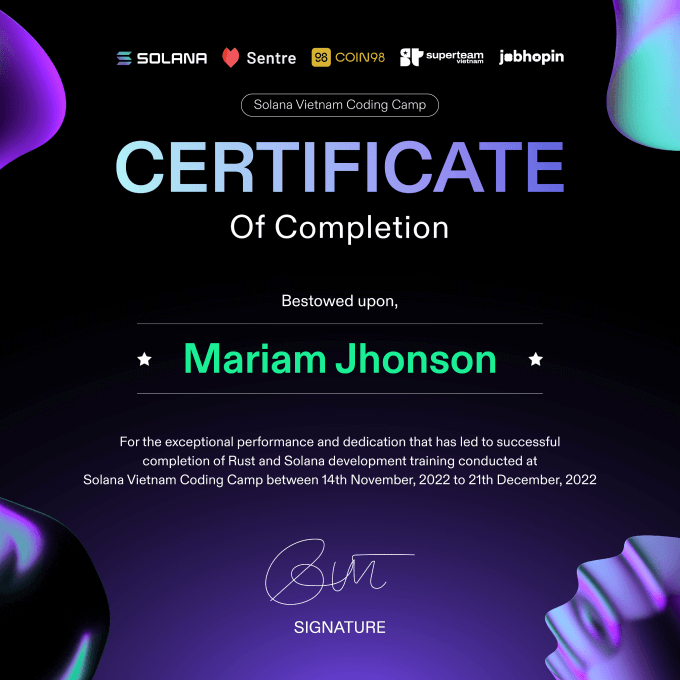 SOLANA Sentre 98 COIN98 superteam vietnam jobhopin
Solana Vietnam Coding Camp
CERTIFICATE
Of Completion
Bestowed upon,
Mariam Jhonson
For the exceptional performance and dedication that has led to successful
completion of Rust and Solana development training conducted at
Solana Vietnam Coding Camp between 14th November, 2022 to 21th December, 2022
SIGNATURE